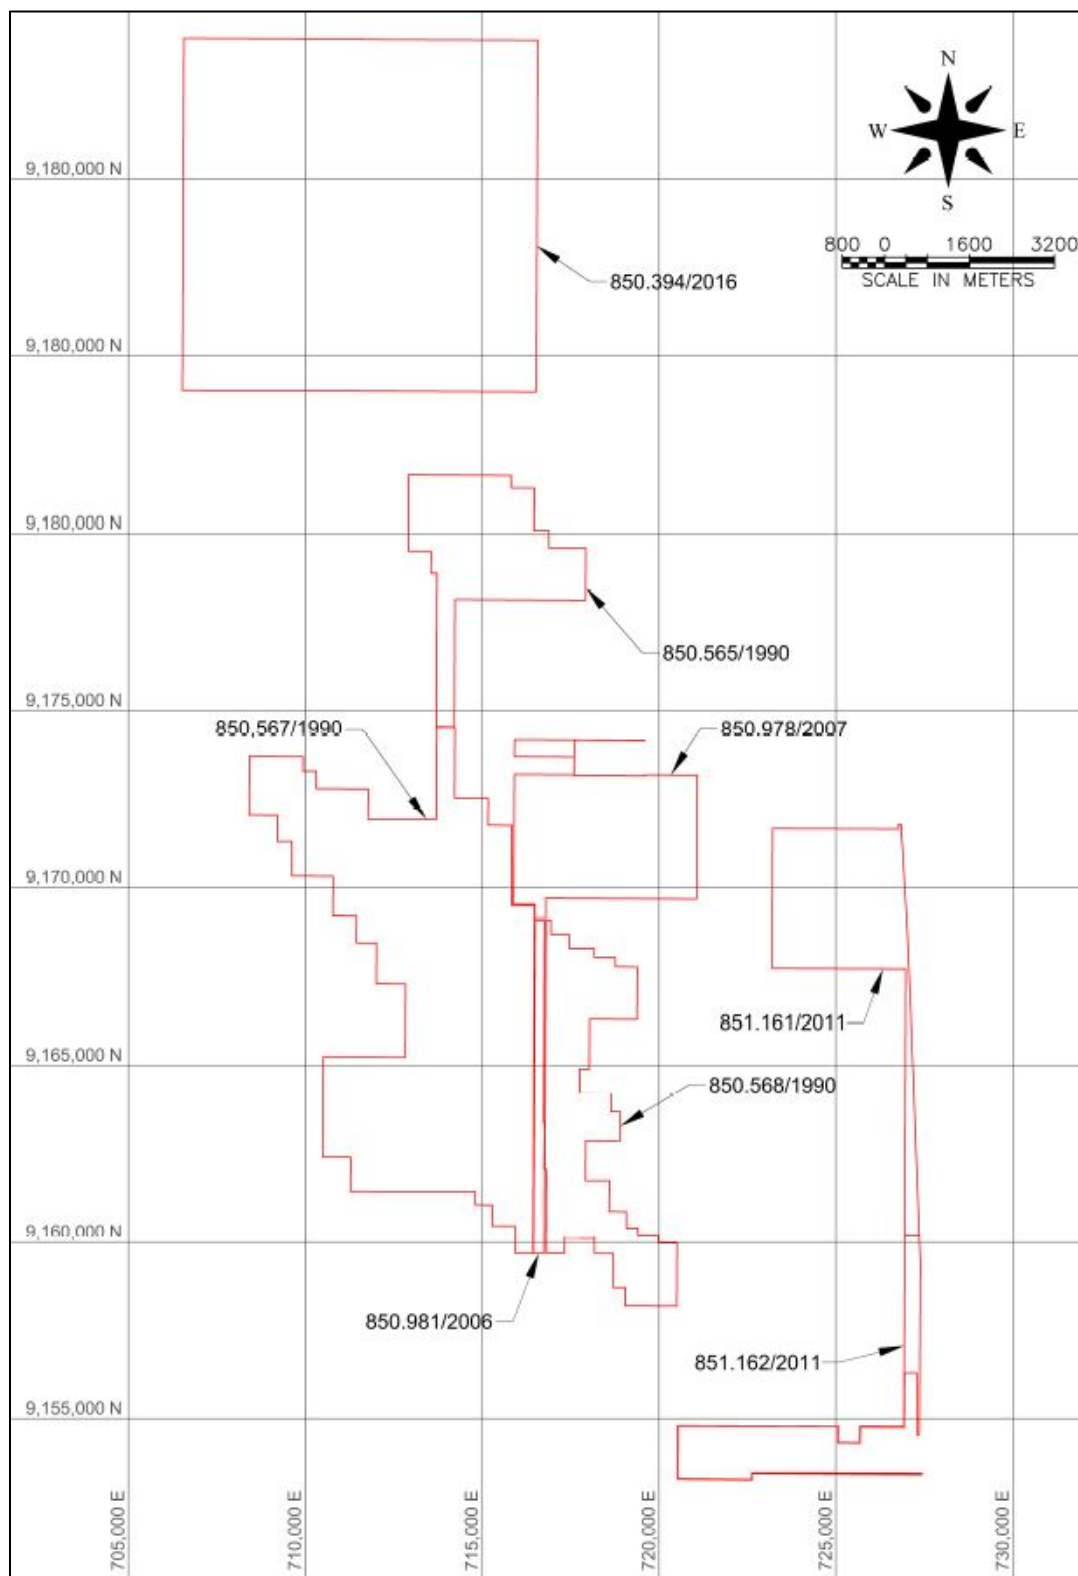 N
W E
S
9,180,000 N
800 0 1600 3200
SCALE IN METERS
850.394/2016
9,180,000 N
9,180,000 N
850.565/1990
9,175,000 N
850,567/1990
850.978/2007
9,170,000 N
851.161/2011
9,165,000 N
850.568/1990
9,160,000 N
850.981/2006
851.162/2011
9,155,000 N
705,000 E
710,000 E
715,000 E
720,000 E
725,000 E
730,000 E